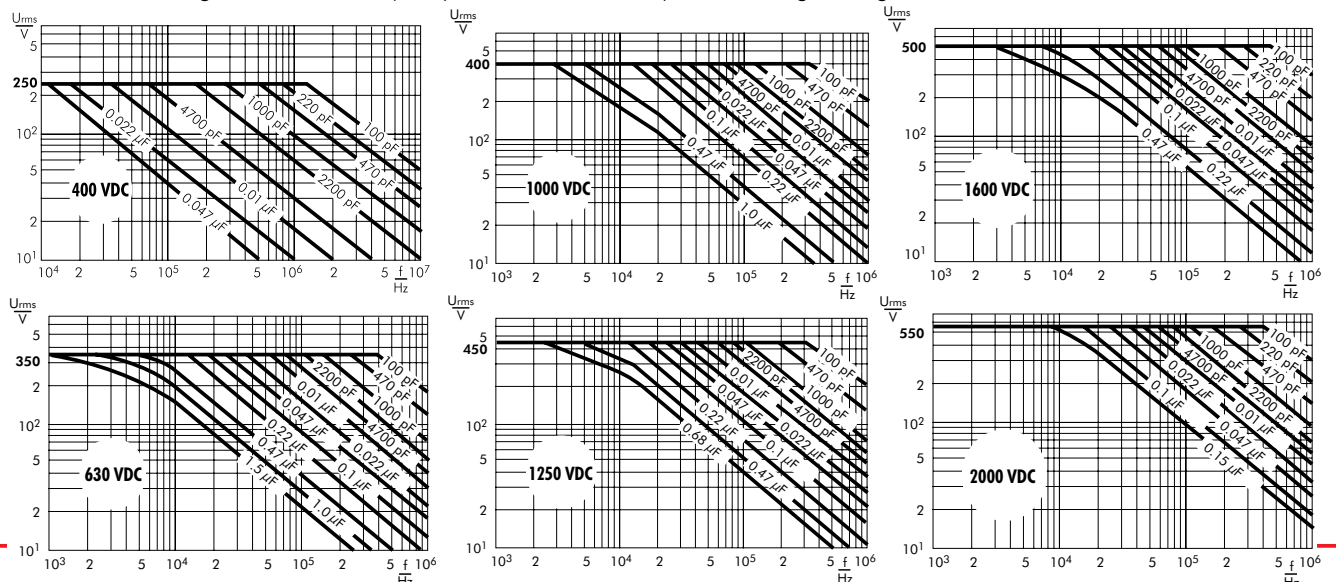 Urms
V
5
250
2
10²
5
2
10¹
0.022 µF
4700 pF
1000 pF
220 pF
100 pF
470 pF
2200 pF
0.01 µF
0.047 µF
400 VDC
10⁴ 2 5 10⁵ 2 5 10⁶ 2 5 f 10⁷
Hz
Urms
V
5
400
2
10²
5
2
10¹
0.47 µF
0.1 µF
0.022 µF
4700 pF
1000 pF
100 pF
470 pF
2200 pF
0.01 µF
0.047 µF
0.22 µF
1.0 µF
1000 VDC
10³ 2 5 10⁴ 2 5 10⁵ 2 5 f 10⁶
Hz
Urms
V
500
2
10²
5
2
10¹
0.47 µF
0.1 µF
0.022 µF
4700 pF
1000 pF
220 pF
100 pF
470 pF
2200 pF
0.01 µF
0.047 µF
0.22 µF
1600 VDC
10³ 2 5 10⁴ 2 5 10⁵ 2 5 f 10⁶
Hz
Urms
V
5
350
2
10²
5
2
10¹
1.5 µF
0.47 µF
0.22 µF
0.047 µF
0.01 µF
2200 pF
470 pF
100 pF
1000 pF
4700 pF
0.022 µF
0.1 µF
1.0 µF
630 VDC
10³ 2 5 10⁴ 2 5 10⁵ 2 5 f 10⁶
Hz
Urms
V
5
450
2
10²
5
2
10¹
0.68 µF
0.22 µF
0.047 µF
0.01 µF
2200 pF
470 pF
100 pF
1000 pF
4700 pF
0.022 µF
0.1 µF
0.47 µF
1250 VDC
10³ 2 5 10⁴ 2 5 10⁵ 2 5 f 10⁶
Hz
Urms
V
550
2
10²
5
2
10¹
0.1 µF
0.022 µF
4700 pF
1000 pF
220 pF
100 pF
470 pF
2200 pF
0.01 µF
0.047 µF
0.15 µF
2000 VDC
10³ 2 5 10⁴ 2 5 10⁵ 2 5 f 10⁶
Hz